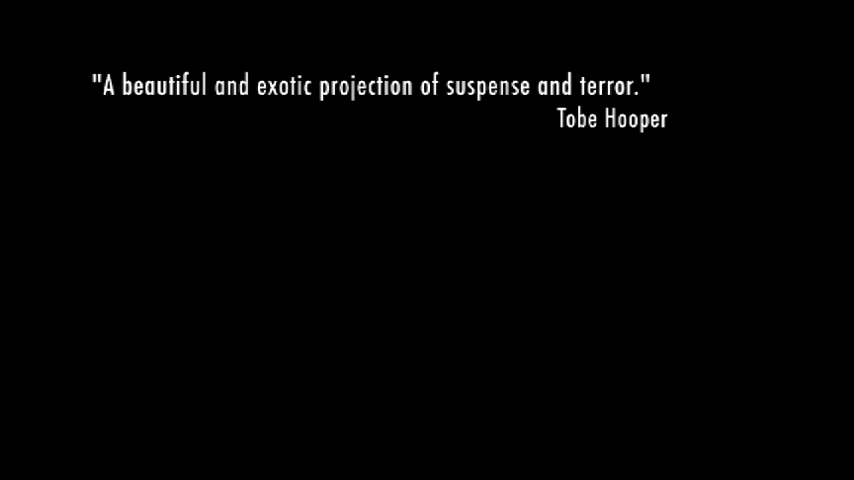 "A beautiful and exotic projection of suspense and terror."
Tobe Hooper